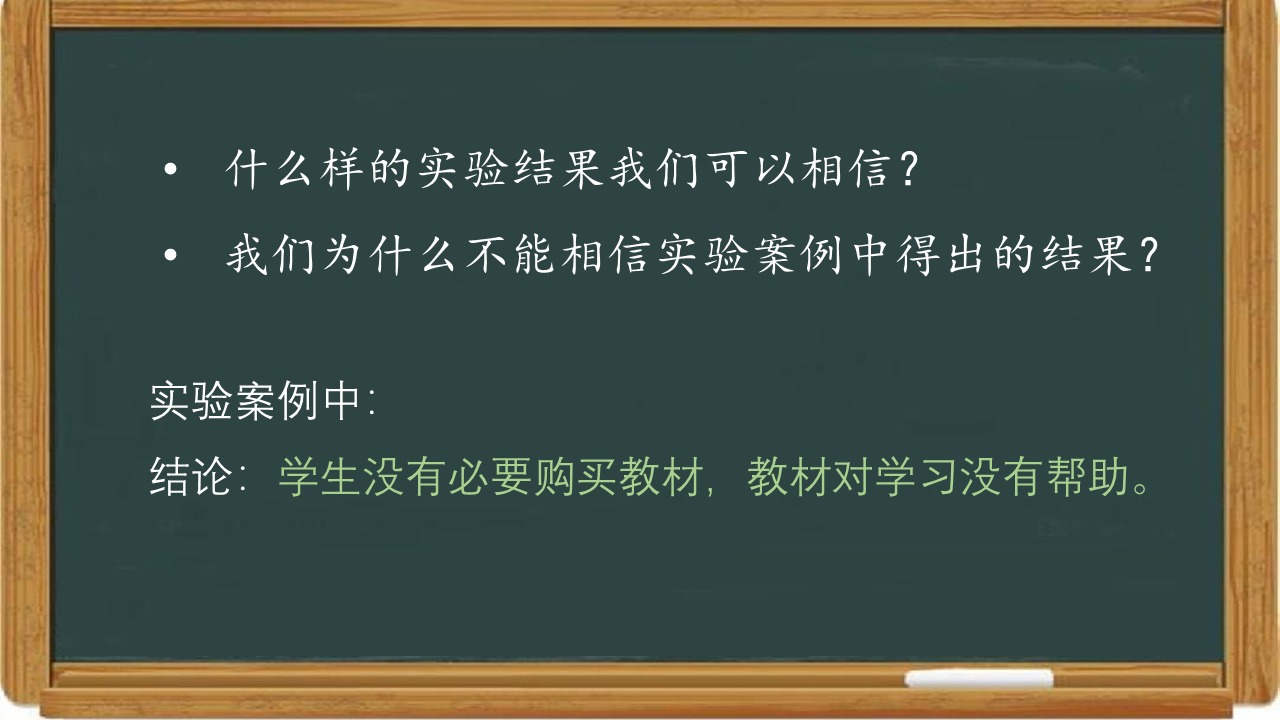 • 什么样的实验结果我们可以相信？
• 我们为什么不能相信实验案例中得出的结果？
实验案例中：
结论：学生没有必要购买教材，教材对学习没有帮助。